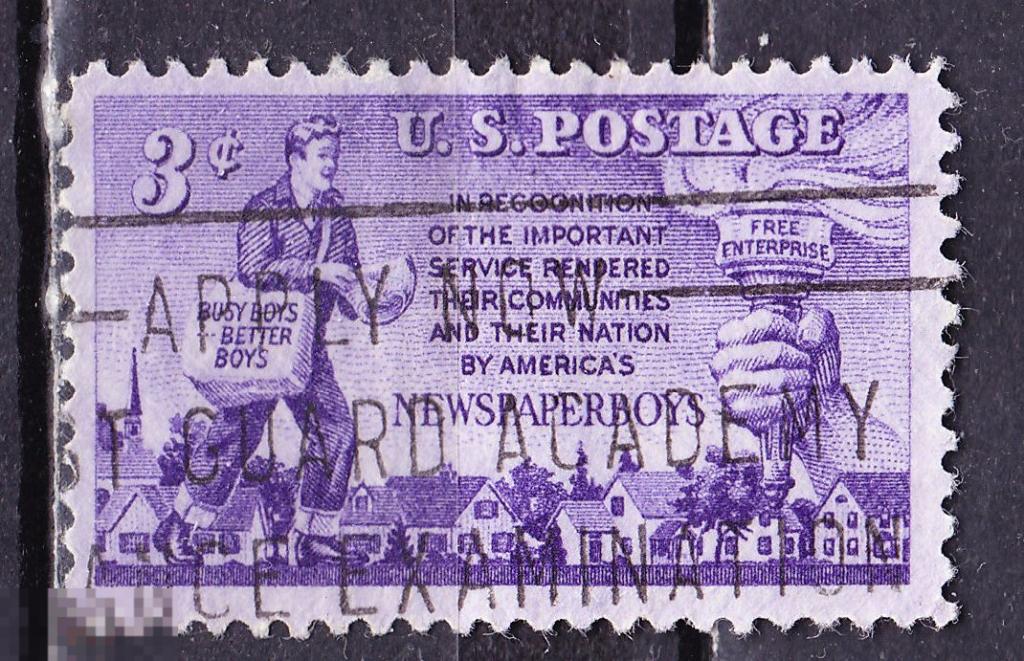 3¢
U. S. POSTAGE
IN RECOGNITION
OF THE IMPORTANT
SERVICE RENDERED
THEIR COMMUNITIES
AND THEIR NATION
BY AMERICA'S
NEWSPAPERBOYS
FREE
ENTERPRISE
BUSY BOYS
... BETTER
BOYS
APPLY NOW
T GUARD ACADEMY
CE EXAMINATION